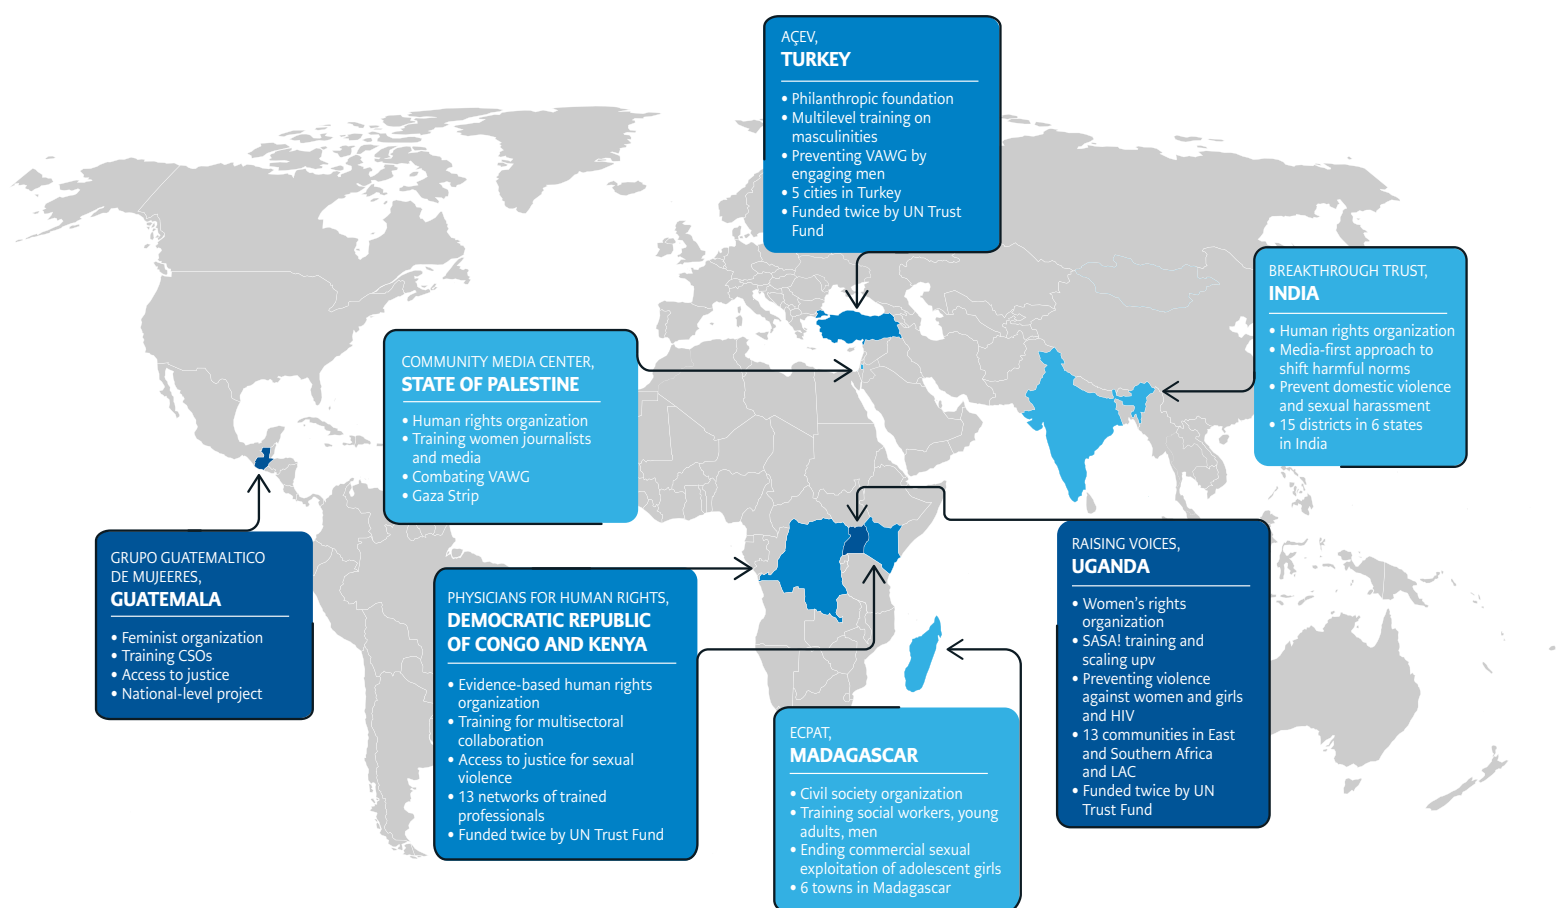 AÇEV,
TURKEY
• Philanthropic foundation
• Multilevel training on
masculinities
• Preventing VAWG by
engaging men
• 5 cities in Turkey
• Funded twice by UN Trust
Fund
BREAKTHROUGH TRUST,
INDIA
• Human rights organization
• Media-first approach to
shift harmful norms
• Prevent domestic violence
and sexual harassment
• 15 districts in 6 states
in India
COMMUNITY MEDIA CENTER,
STATE OF PALESTINE
• Human rights organization
• Training women journalists
and media
• Combating VAWG
• Gaza Strip
GRUPO GUATEMALTICO
DE MUJEERES,
GUATEMALA
• Feminist organization
• Training CSOs
• Access to justice
• National-level project
PHYSICIANS FOR HUMAN RIGHTS,
DEMOCRATIC REPUBLIC
OF CONGO AND KENYA
• Evidence-based human rights
organization
• Training for multisectoral
collaboration
• Access to justice for sexual
violence
• 13 networks of trained
professionals
• Funded twice by UN Trust Fund
ECPAT,
MADAGASCAR
• Civil society organization
• Training social workers, young
adults, men
• Ending commercial sexual
exploitation of adolescent girls
• 6 towns in Madagascar
RAISING VOICES,
UGANDA
• Women’s rights
organization
• SASA! training and
scaling upv
• Preventing violence
against women and girls
and HIV
• 13 communities in East
and Southern Africa
and LAC
• Funded twice by UN
Trust Fund